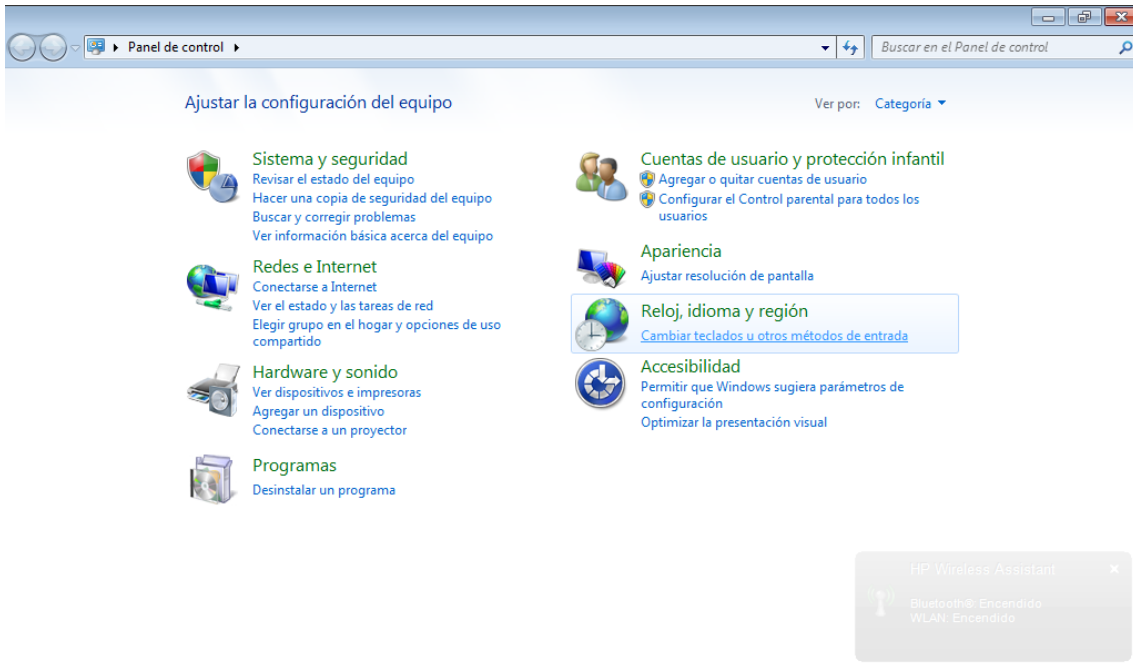 Panel de control
Buscar en el Panel de control
Ajustar la configuración del equipo
Ver por: Categoría
Sistema y seguridad
Revisar el estado del equipo
Hacer una copia de seguridad del equipo
Buscar y corregir problemas
Ver información básica acerca del equipo
Redes e Internet
Conectarse a Internet
Ver el estado y las tareas de red
Elegir grupo en el hogar y opciones de uso
compartido
Hardware y sonido
Ver dispositivos e impresoras
Agregar un dispositivo
Conectarse a un proyector
Programas
Desinstalar un programa
Cuentas de usuario y protección infantil
Agregar o quitar cuentas de usuario
Configurar el Control parental para todos los
usuarios
Apariencia
Ajustar resolución de pantalla
Reloj, idioma y región
Cambiar teclados u otros métodos de entrada
Accesibilidad
Permitir que Windows sugiera parámetros de
configuración
Optimizar la presentación visual
HP Wireless Assistant
Bluetooth®: Encendido
WLAN: Encendido